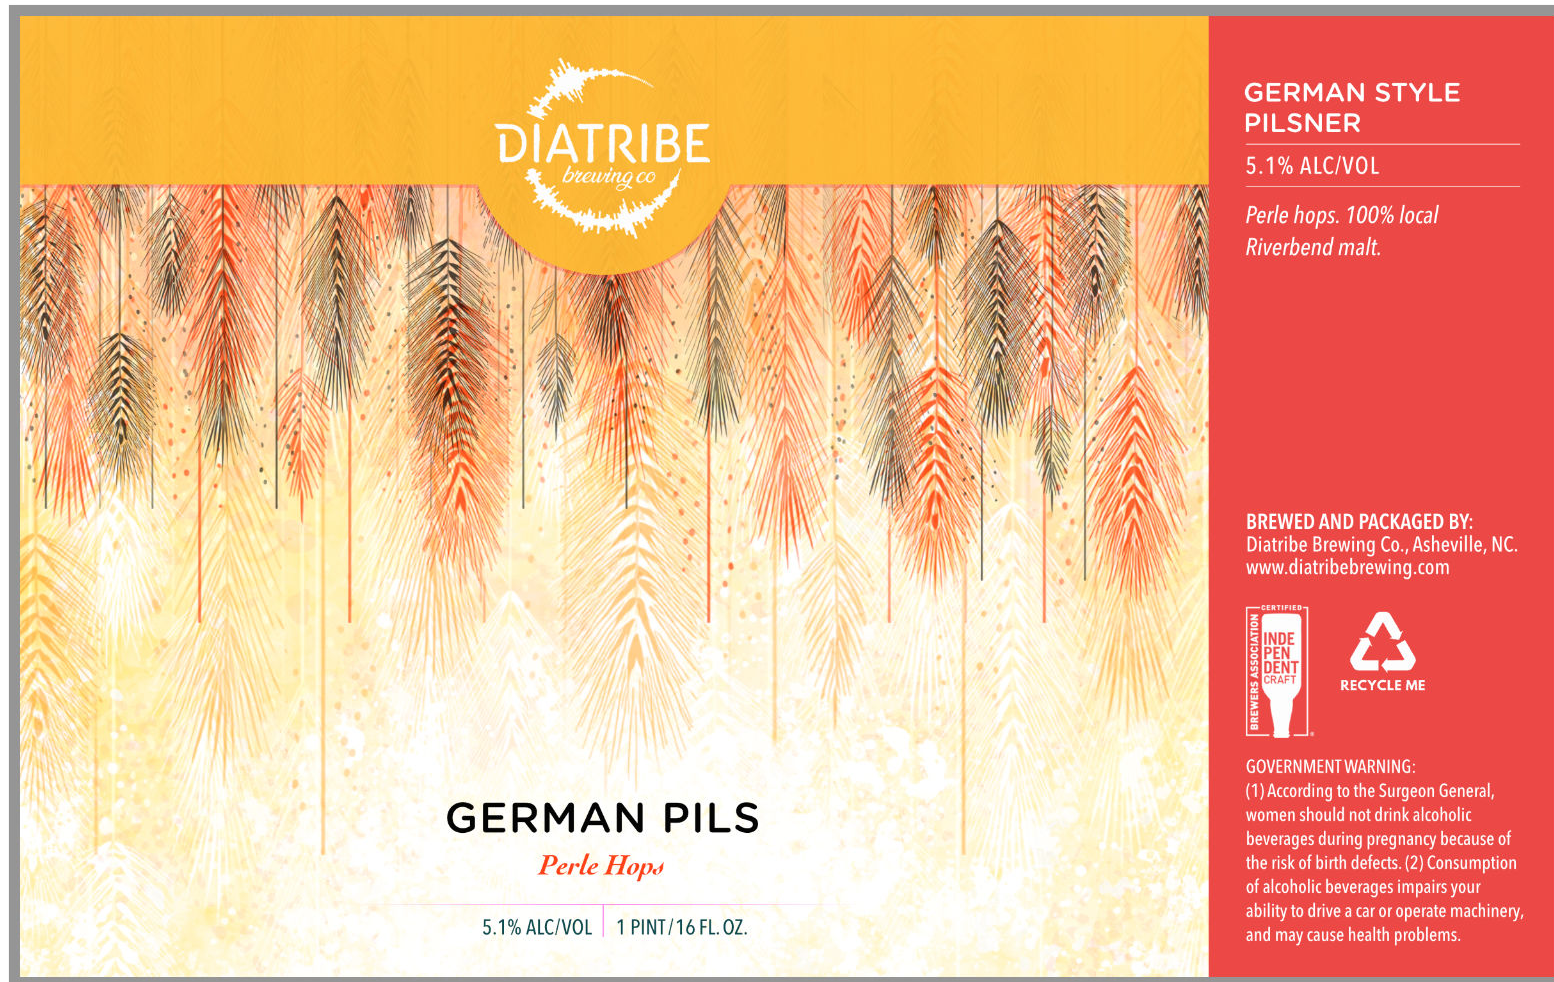 DIATRIBE
brewing co
GERMAN PILS
Perle Hops
5.1% ALC/VOL 1 PINT/16 FL. OZ.
GERMAN STYLE
PILSNER
5.1% ALC/VOL
Perle hops. 100% local
Riverbend malt.
BREWED AND PACKAGED BY:
Diatribe Brewing Co., Asheville, NC.
www.diatribebrewing.com
CERTIFIED
BREWERS ASSOCIATION
INDE
PEN
DENT
CRAFT
®
RECYCLE ME
GOVERNMENT WARNING:
(1) According to the Surgeon General,
women should not drink alcoholic
beverages during pregnancy because of
the risk of birth defects. (2) Consumption
of alcoholic beverages impairs your
ability to drive a car or operate machinery,
and may cause health problems.